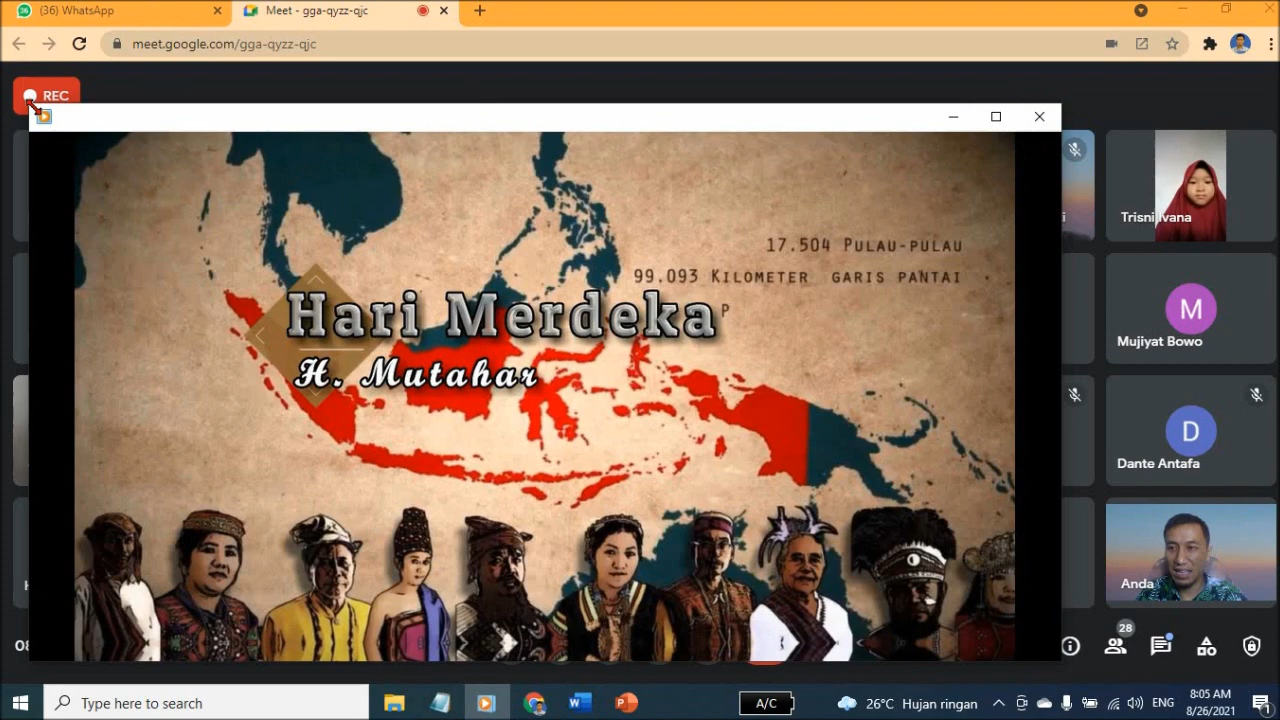 (36) WhatsApp
Meet - gga-qyzz-qjc
meet.google.com/gga-qyzz-qjc
REC
17.504 PULAU-PULAU
99.093 KILOMETER GARIS PANTAI
P
Hari Merdeka
H. Mutahar
Trisni Ivana
M
Mujiyat Bowo
D
Dante Antafa
Anda
28
Type here to search
W
P
A/C
26°C Hujan ringan
ENG
8:05 AM
8/26/2021
1